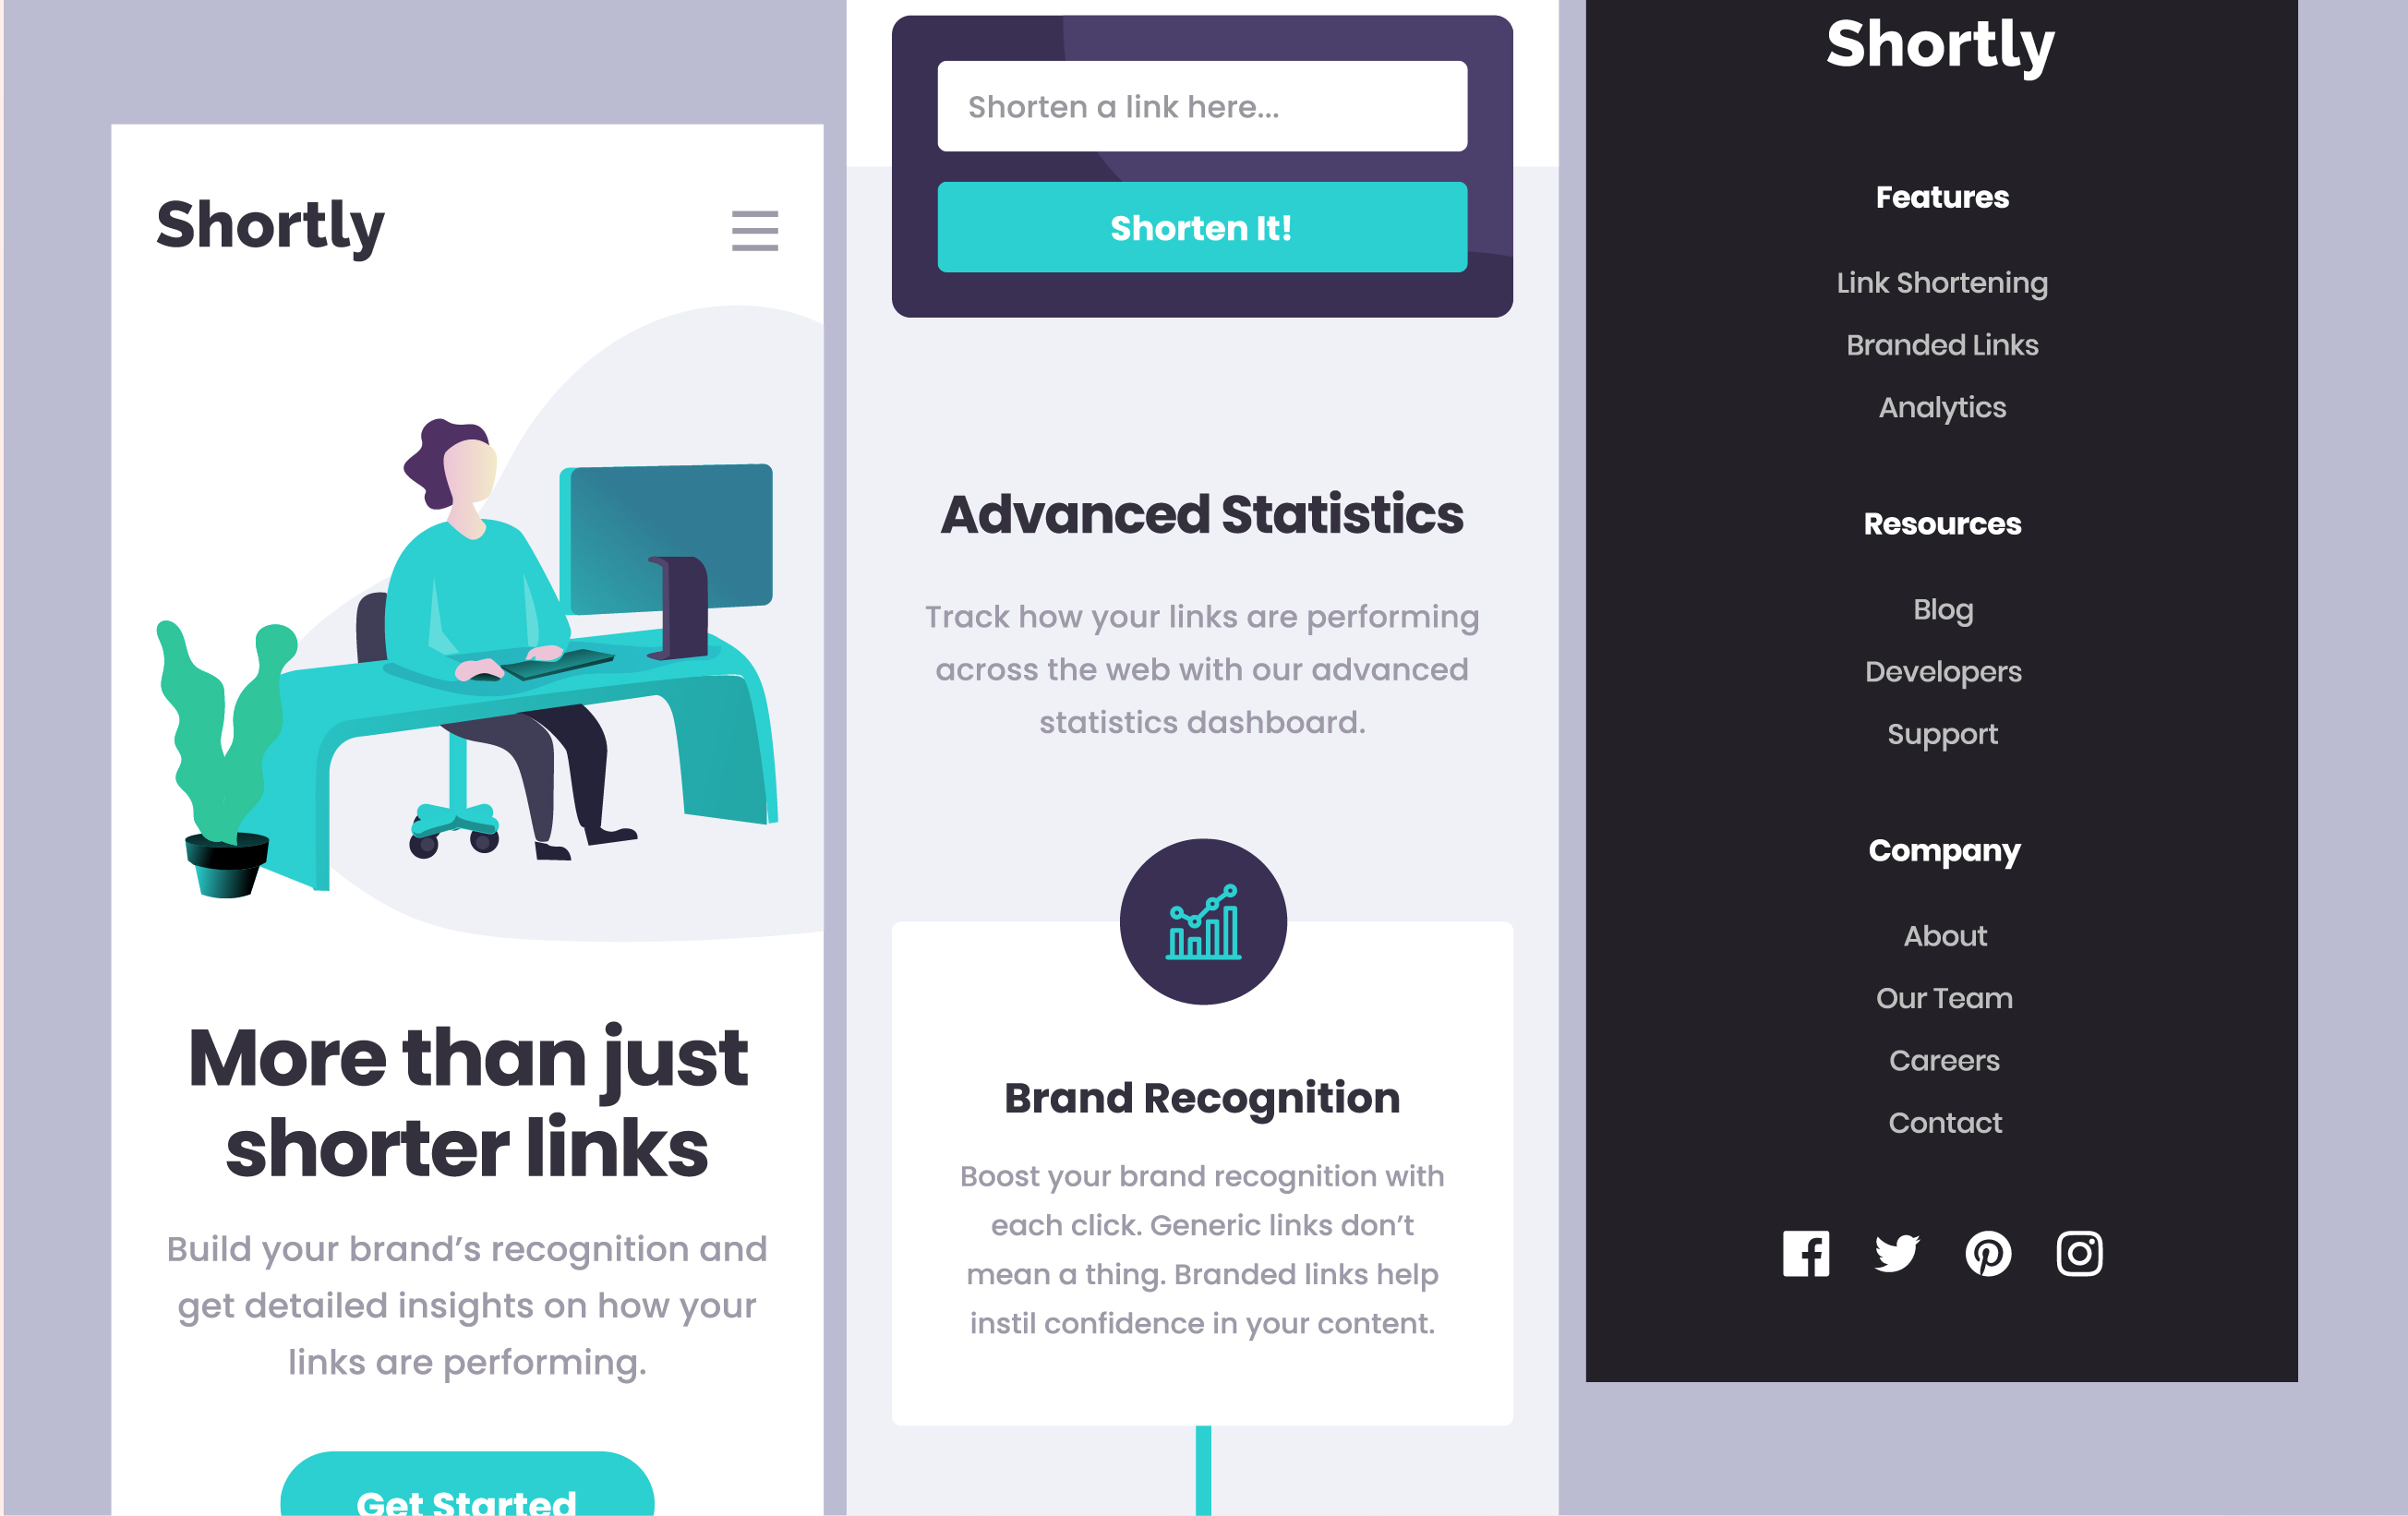 Shortly
More than just
shorter links
Build your brand’s recognition and
get detailed insights on how your
links are performing.
Get Started
Shorten a link here...
Shorten It!
Advanced Statistics
Track how your links are performing
across the web with our advanced
statistics dashboard.
Brand Recognition
Boost your brand recognition with
each click. Generic links don’t
mean a thing. Branded links help
instil confidence in your content.
Shortly
Features
Link Shortening
Branded Links
Analytics
Resources
Blog
Developers
Support
Company
About
Our Team
Careers
Contact